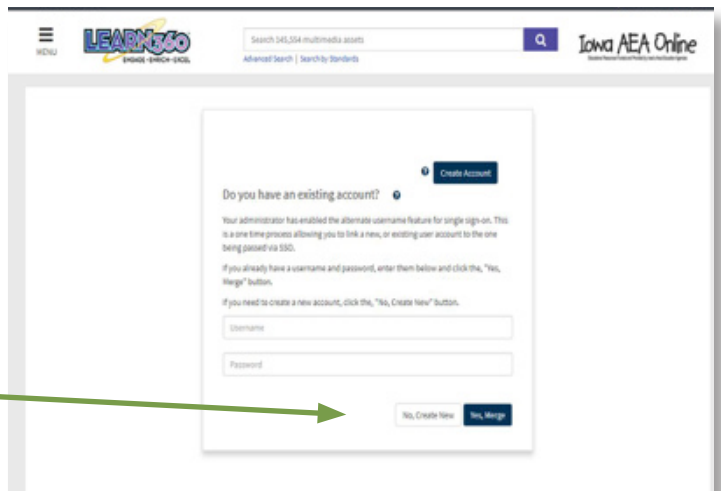 MENU
LEARN360
ENGAGE-ENRICH-EXCEL
Search 145,554 multimedia assets
Advanced Search | Search by Standards
Iowa AEA Online
Create Account
Do you have an existing account?
Your administrator has enabled the alternate username feature for single sign-on. This
is a one time process allowing you to link a new, or existing user account to the one
being passed via SSO.
If you already have a username and password, enter them below and click the, "Yes,
Merge" button.
If you need to create a new account, click the, "No, Create New" button.
Username
Password
No, Create New
Yes, Merge